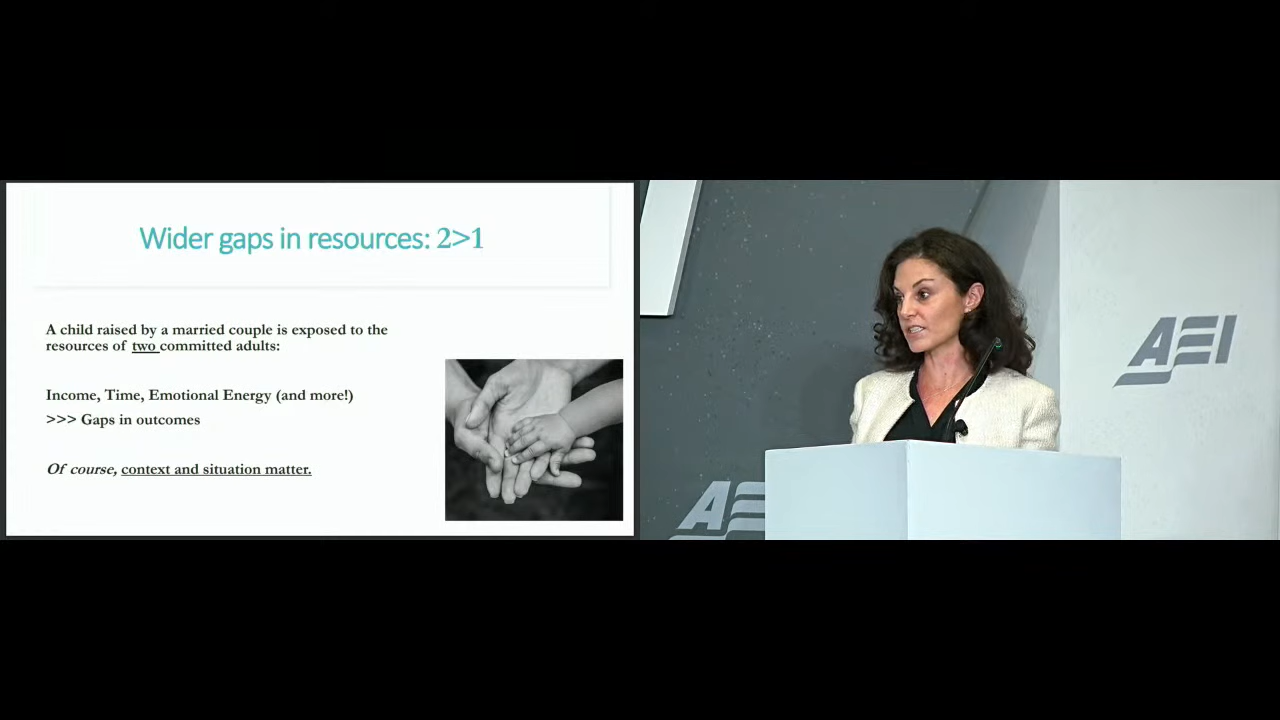 Wider gaps in resources: 2>1
A child raised by a married couple is exposed to the
resources of two committed adults:
Income, Time, Emotional Energy (and more!)
>>> Gaps in outcomes
Of course, context and situation matter.
AEI
AE